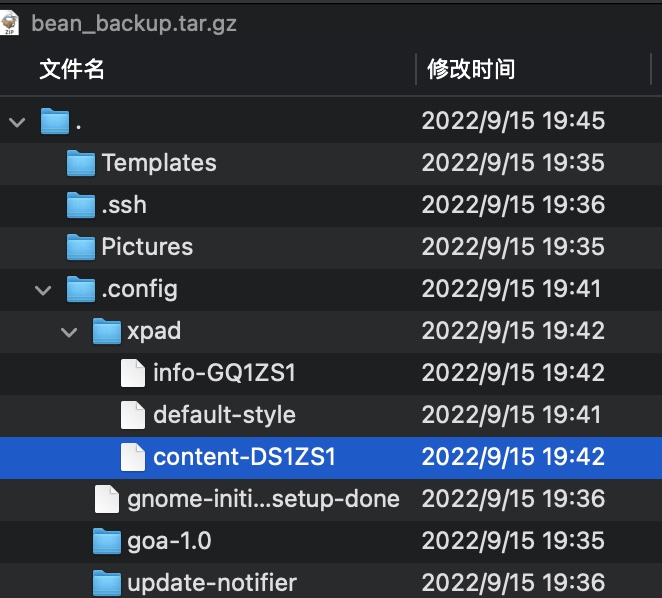 bean_backup.tar.gz
文件名 修改时间
. 2022/9/15 19:45
Templates 2022/9/15 19:35
.ssh 2022/9/15 19:36
Pictures 2022/9/15 19:35
.config 2022/9/15 19:41
xpad 2022/9/15 19:42
info-GQ1ZS1 2022/9/15 19:42
default-style 2022/9/15 19:41
content-DS1ZS1 2022/9/15 19:42
gnome-initi...setup-done 2022/9/15 19:36
goa-1.0 2022/9/15 19:35
update-notifier 2022/9/15 19:36